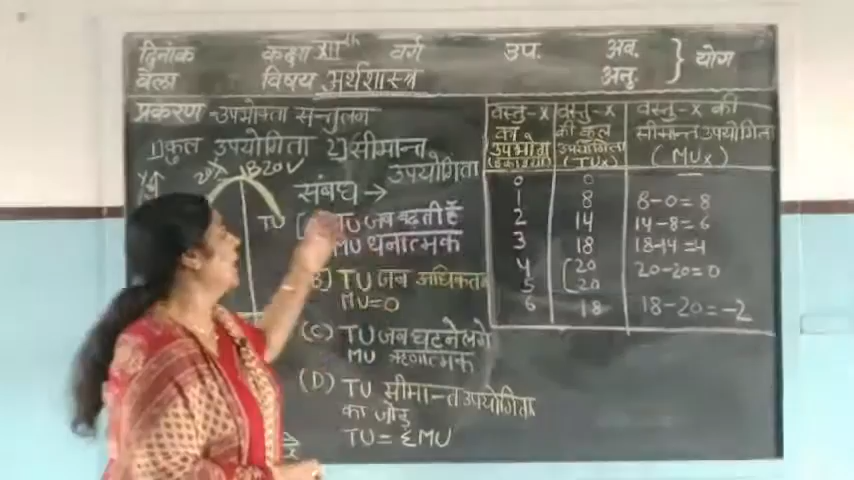 दिनांक कक्षा XIIth वर्ग उप. अब. } योग
बेला विषय अर्थशास्त्र अनु.
प्रकरण -उपभोक्ता सन्तुलन
1) कुल उपयोगिता 2) सीमान्त उपयोगिता
B 20
TU
संबंध →
TU जब बढ़ती है
MU धनात्मक
B) TU जब अधिकतम
MU=0
(C) TU जब घटने लगे
MU ऋणात्मक
(D) TU सीमान्त उपयोगिता
का जोड़
TU = ΣMU
वस्तु-X का उपभोग (इकाइयां) वस्तु-X की कुल उपयोगिता (TUx) वस्तु-X की सीमान्त उपयोगिता (MUx)
0 0
1 8 8-0=8
2 14 14-8=6
3 18 18-14=4
4 20 20-20=0
5 20
6 18 18-20=-2